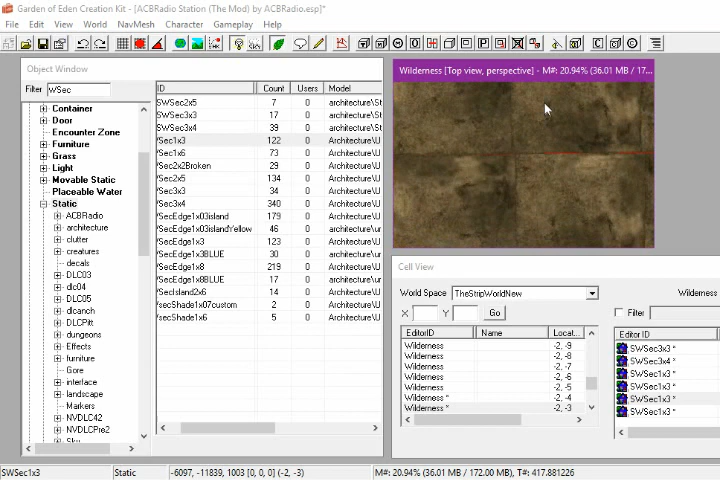 Garden of Eden Creation Kit - [ACBRadio Station (The Mod) by ACBRadio.esp]*
File Edit View World NavMesh Character Gameplay Help
Object Window
Filter WSec
Container
Door
Encounter Zone
Furniture
Grass
Light
Movable Static
Placeable Water
Static
ACBRadio
architecture
clutter
creatures
decals
DLC03
dlc04
DLC05
dlcanch
DLCPitt
dungeons
Effects
furniture
Gore
interface
landscape
Markers
NVDLC42
NVDLCPre2
ID Count Users Model
SWSec2x5 7 0 architecture\St
SWSec3x3 17 0 architecture\St
SWSec3x4 39 0 architecture\St
'Sec1x3 122 0 Architecture\U
'Sec1x6 73 0 Architecture\U
'Sec2x2Broken 29 0 Architecture\U
'Sec2x5 134 0 Architecture\U
'Sec3x3 34 0 Architecture\U
'Sec3x4 340 0 Architecture\U
'SecEdge1x03island 179 0 Architecture\U
'SecEdge1x03islandYellow 46 0 Architecture\ur
'SecEdge1x3 123 0 Architecture\U
'SecEdge1x3BLUE 30 0 Architecture\ur
'SecEdge1x8 219 0 Architecture\U
'SecEdge1x8BLUE 17 0 Architecture\ur
'SecIsland2x6 14 0 Architecture\U
'secShade1x07custom 2 0 Architecture\U
'secShade1x6 5 0 Architecture\U
Wilderness [Top view, perspective] - M#: 20.94% (36.01 MB / 17...
Cell View
World Space TheStripWorldNew Wilderness
X Y Go Filter
EditorID Name Locat...
Wilderness -2, -9
Wilderness -2, -8
Wilderness -2, -7
Wilderness -2, -6
Wilderness -2, -5
Wilderness * -2, -4
Wilderness * -2, -3
Editor ID
SWSec3x3 *
SWSec3x4 *
SWSec1x3 *
SWSec1x3 *
SWSec1x3 *
SWSec1x3 *
SWSec1x3 Static -6097, -11839, 1003 [0, 0, 0] (-2, -3) M#: 20.94% (36.01 MB / 172.00 MB), T#: 417.881226